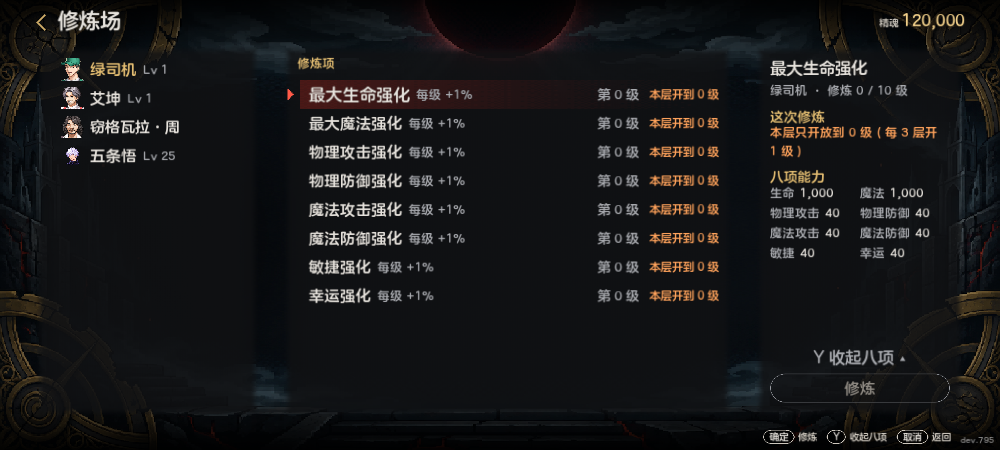 修炼场
精魂 120,000
绿司机 Lv 1
艾坤 Lv 1
窃格瓦拉·周
五条悟 Lv 25
修炼项
最大生命强化 每级 +1% 第 0 级 本层开到 0 级
最大魔法强化 每级 +1% 第 0 级 本层开到 0 级
物理攻击强化 每级 +1% 第 0 级 本层开到 0 级
物理防御强化 每级 +1% 第 0 级 本层开到 0 级
魔法攻击强化 每级 +1% 第 0 级 本层开到 0 级
魔法防御强化 每级 +1% 第 0 级 本层开到 0 级
敏捷强化 每级 +1% 第 0 级 本层开到 0 级
幸运强化 每级 +1% 第 0 级 本层开到 0 级
最大生命强化
绿司机 · 修炼 0 / 10 级
这次修炼
本层只开放到 0 级（每 3 层开
1 级）
八项能力
生命 1,000 魔法 1,000
物理攻击 40 物理防御 40
魔法攻击 40 魔法防御 40
敏捷 40 幸运 40
Y 收起八项
修炼
确定 修炼 Y 收起八项 取消 返回
dev.795